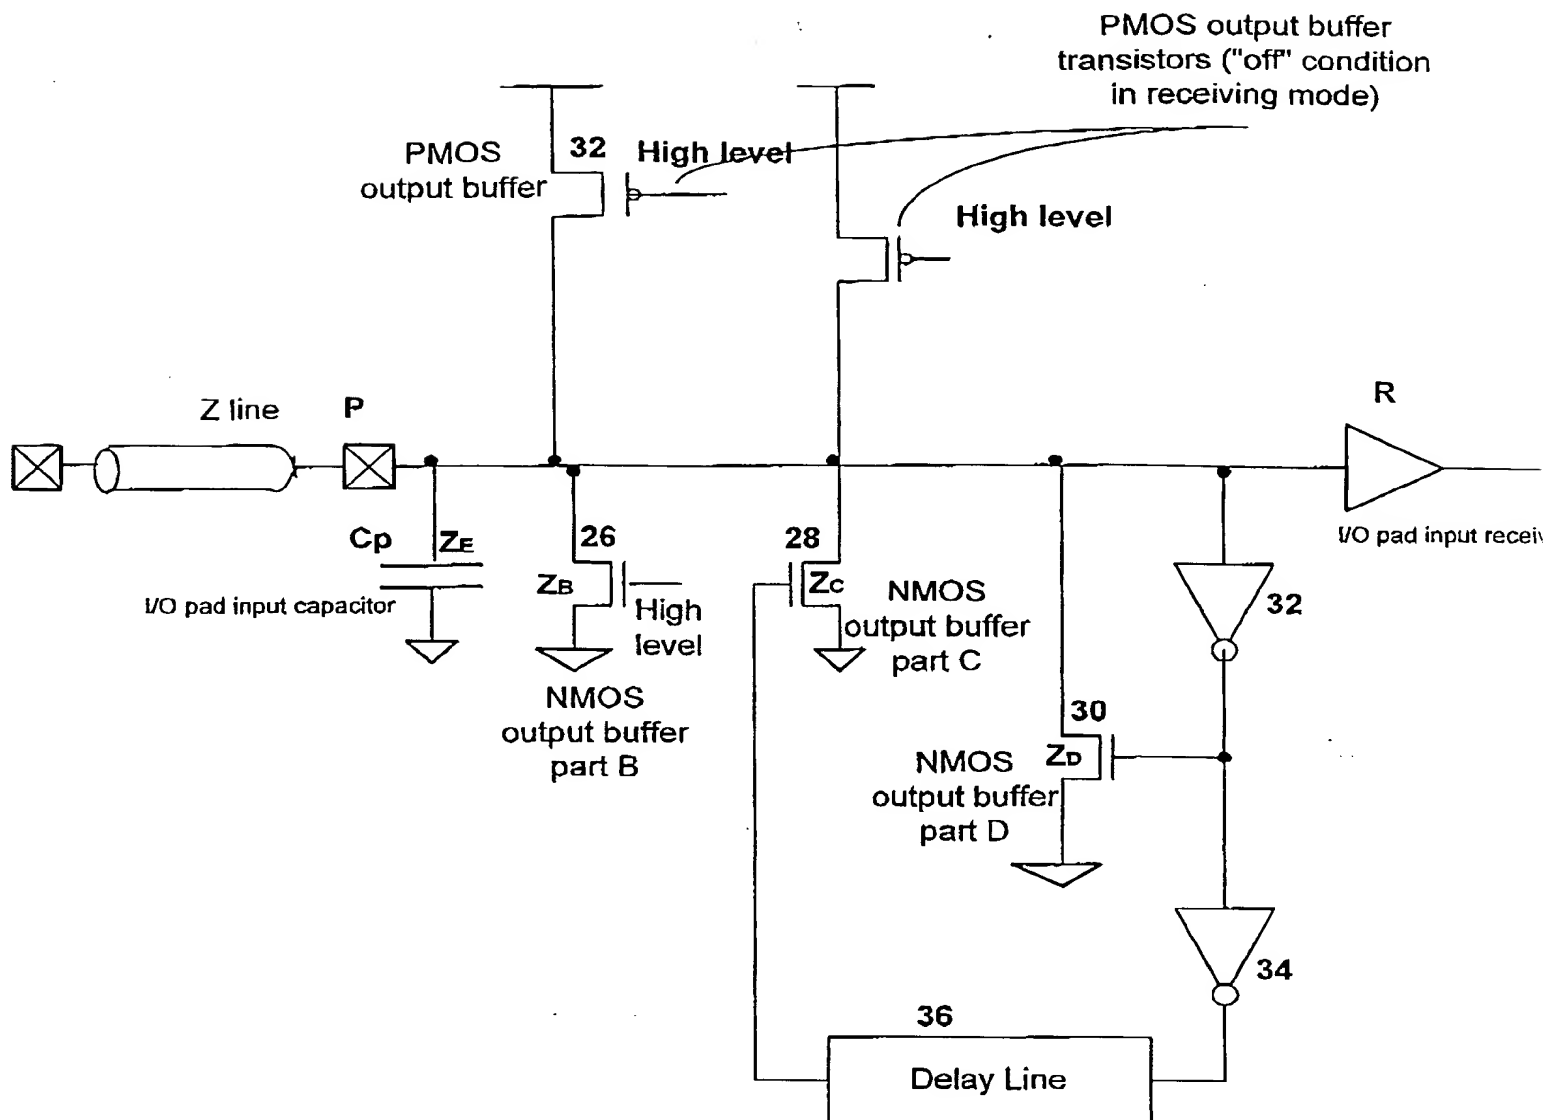 PMOS output buffer
transistors ("off" condition
in receiving mode)
PMOS
output buffer
32
High level
High level
Z line
P
R
Cp
ZE
I/O pad input capacitor
26
ZB
High
level
NMOS
output buffer
part B
28
ZC
NMOS
output buffer
part C
I/O pad input
32
30
ZD
NMOS
output buffer
part D
34
36
Delay Line